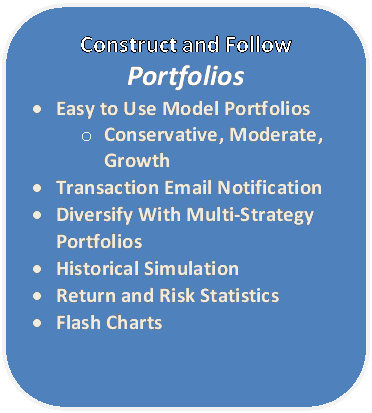 Construct and Follow
Portfolios
• Easy to Use Model Portfolios
o Conservative, Moderate,
Growth
• Transaction Email Notification
• Diversify With Multi-Strategy
Portfolios
• Historical Simulation
• Return and Risk Statistics
• Flash Charts